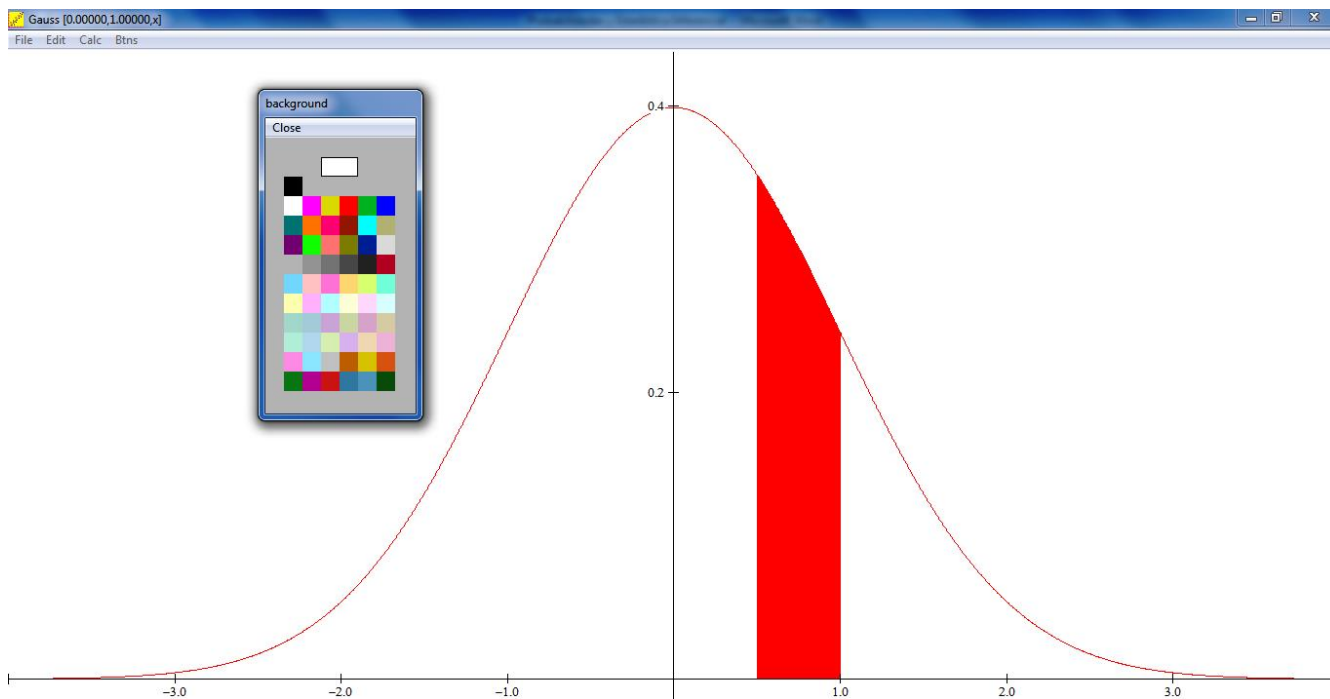 Gauss [0.00000,1.00000,x]
File Edit Calc Btns
background
Close
0.4
0.2
−3.0 −2.0 −1.0 1.0 2.0 3.0